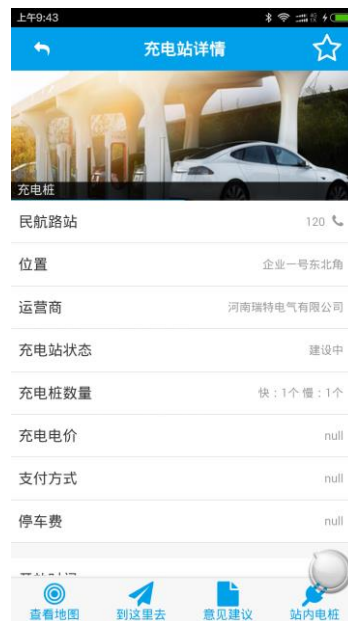 上午9:43
充电站详情
充电桩
民航路站 120
位置 企业一号东北角
运营商 河南瑞特电气有限公司
充电站状态 建设中
充电桩数量 快：1个 慢：1个
充电电价 null
支付方式 null
停车费 null
查看地图 到这里去 意见建议 站内电桩